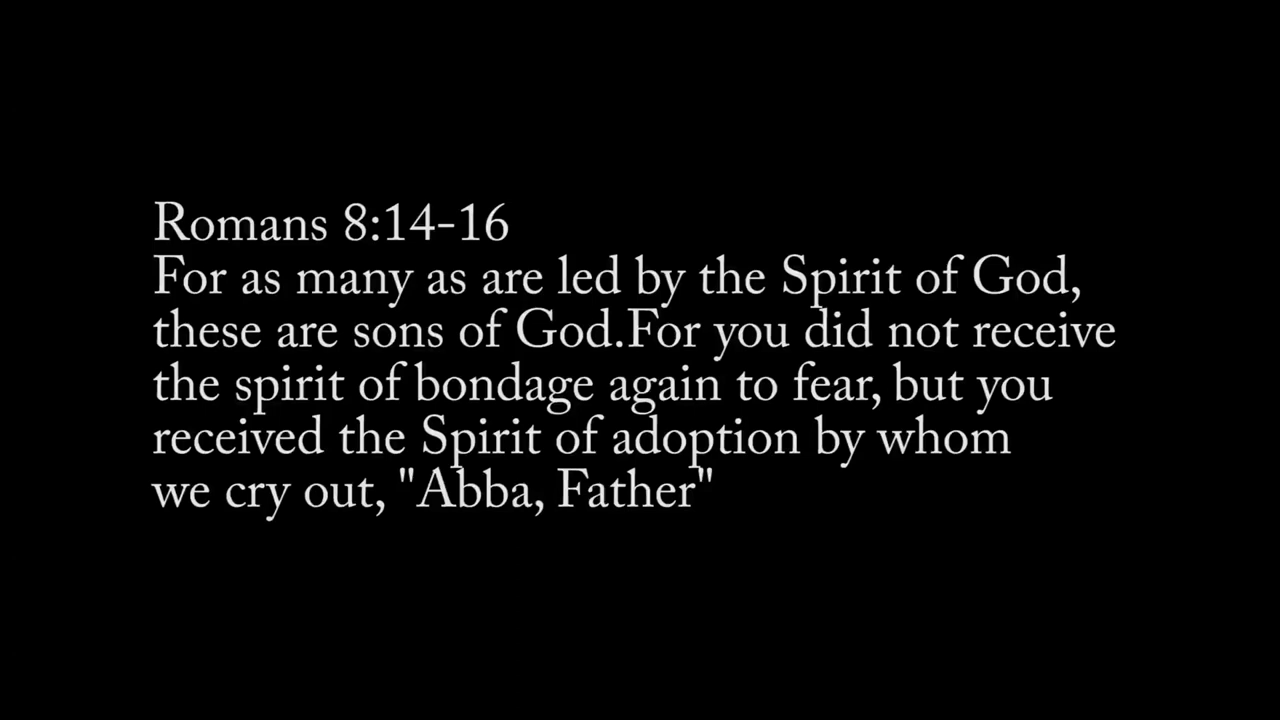 Romans 8:14-16
For as many as are led by the Spirit of God,
these are sons of God.For you did not receive
the spirit of bondage again to fear, but you
received the Spirit of adoption by whom
we cry out, "Abba, Father"